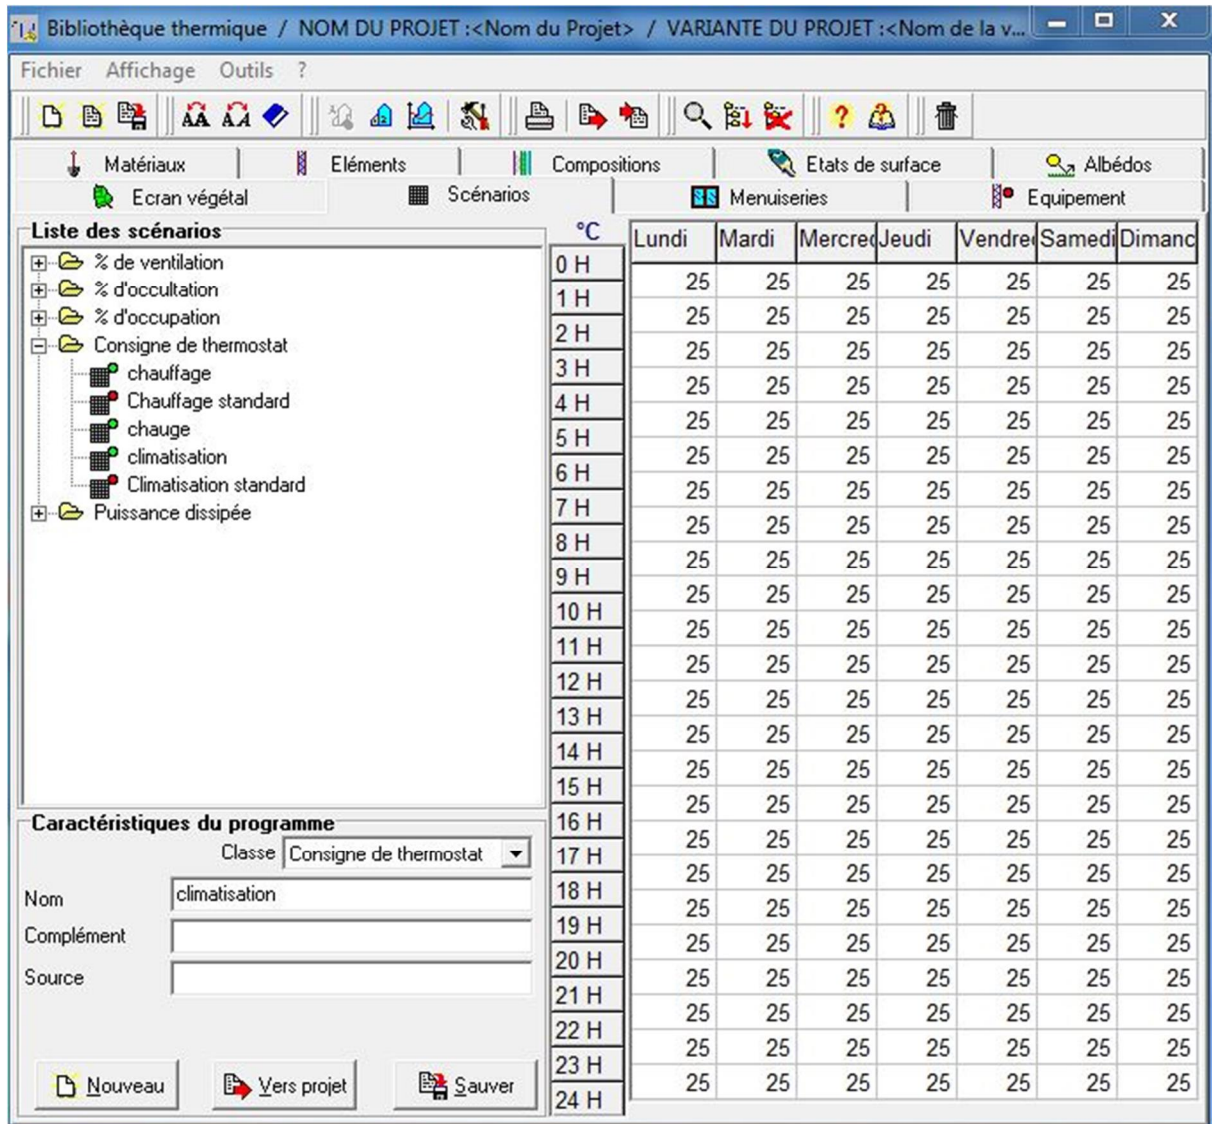 Bibliothèque thermique / NOM DU PROJET :<Nom du Projet> / VARIANTE DU PROJET :<Nom de la v...
Fichier Affichage Outils ?
Matériaux Eléments Compositions Etats de surface Albédos
Ecran végétal Scénarios Menuiseries Equipement
Liste des scénarios
% de ventilation
% d'occultation
% d'occupation
Consigne de thermostat
chauffage
Chauffage standard
chauge
climatisation
Climatisation standard
Puissance dissipée
Caractéristiques du programme
Classe Consigne de thermostat
Nom climatisation
Complément
Source
Nouveau Vers projet Sauver
°C Lundi Mardi Mercred Jeudi Vendred Samedi Dimanc
0 H
25 25 25 25 25 25 25
1 H
25 25 25 25 25 25 25
2 H
25 25 25 25 25 25 25
3 H
25 25 25 25 25 25 25
4 H
25 25 25 25 25 25 25
5 H
25 25 25 25 25 25 25
6 H
25 25 25 25 25 25 25
7 H
25 25 25 25 25 25 25
8 H
25 25 25 25 25 25 25
9 H
25 25 25 25 25 25 25
10 H
25 25 25 25 25 25 25
11 H
25 25 25 25 25 25 25
12 H
25 25 25 25 25 25 25
13 H
25 25 25 25 25 25 25
14 H
25 25 25 25 25 25 25
15 H
25 25 25 25 25 25 25
16 H
25 25 25 25 25 25 25
17 H
25 25 25 25 25 25 25
18 H
25 25 25 25 25 25 25
19 H
25 25 25 25 25 25 25
20 H
25 25 25 25 25 25 25
21 H
25 25 25 25 25 25 25
22 H
25 25 25 25 25 25 25
23 H
25 25 25 25 25 25 25
24 H